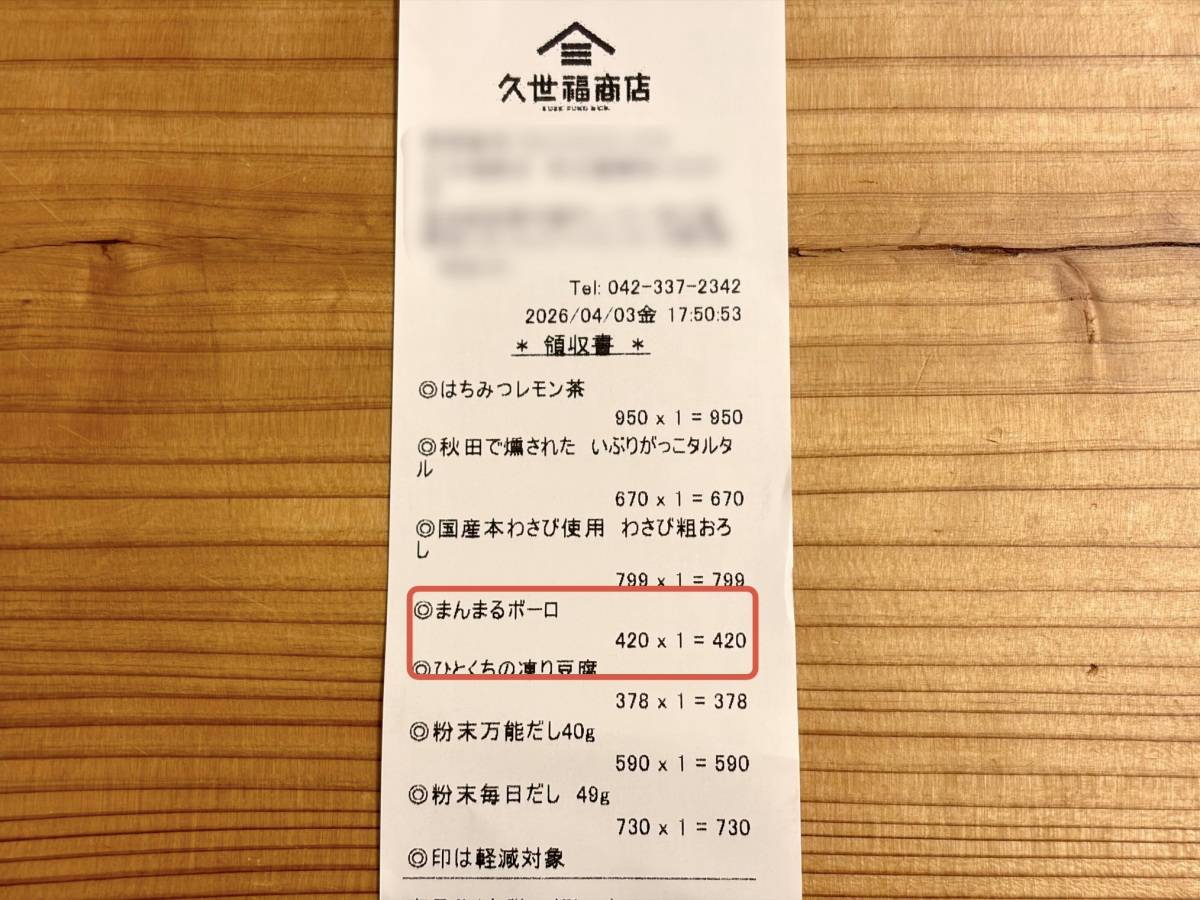 久世福商店
Tel: 042-337-2342
2026/04/03金 17:50:53
* 領収書 *
◎はちみつレモン茶
950 x 1 = 950
◎秋田で燻された いぶりがっこタルタ
ル
670 x 1 = 670
◎国産本わさび使用 わさび粗おろ
し
799 x 1 = 799
◎まんまるボーロ
420 x 1 = 420
◎ひとくちの凍り豆腐
378 x 1 = 378
◎粉末万能だし40g
590 x 1 = 590
◎粉末毎日だし 49g
730 x 1 = 730
◎印は軽減対象